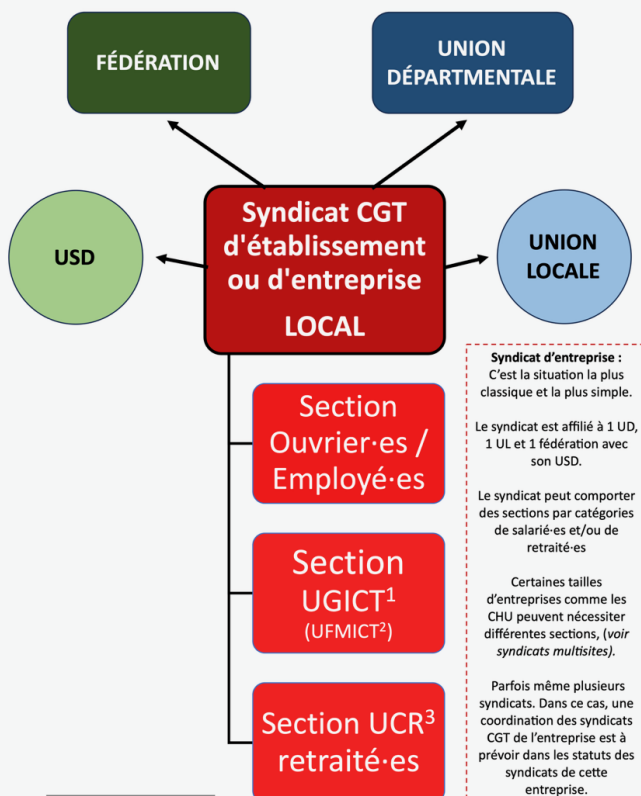 FÉDÉRATION
UNION
DÉPARTMENTALE
USD
Syndicat CGT
d'établissement
ou d'entreprise
LOCAL
UNION
LOCALE
Section
Ouvrier·es /
Employé·es
Section
UGICT¹
(UFMICT²)
Section UCR³
retraité·es
Syndicat d'entreprise :
C'est la situation la plus
classique et la plus simple.
Le syndicat est affilié à 1 UD,
1 UL et 1 fédération avec
son USD.
Le syndicat peut comporter
des sections par catégories
de salarié·es et/ou de
retraité·es
Certaines tailles
d'entreprises comme les
CHU peuvent nécessiter
différentes sections, (voir
syndicats multisites).
Parfois même plusieurs
syndicats. Dans ce cas, une
coordination des syndicats
CGT de l'entreprise est à
prévoir dans les statuts des
syndicats de cette
entreprise.